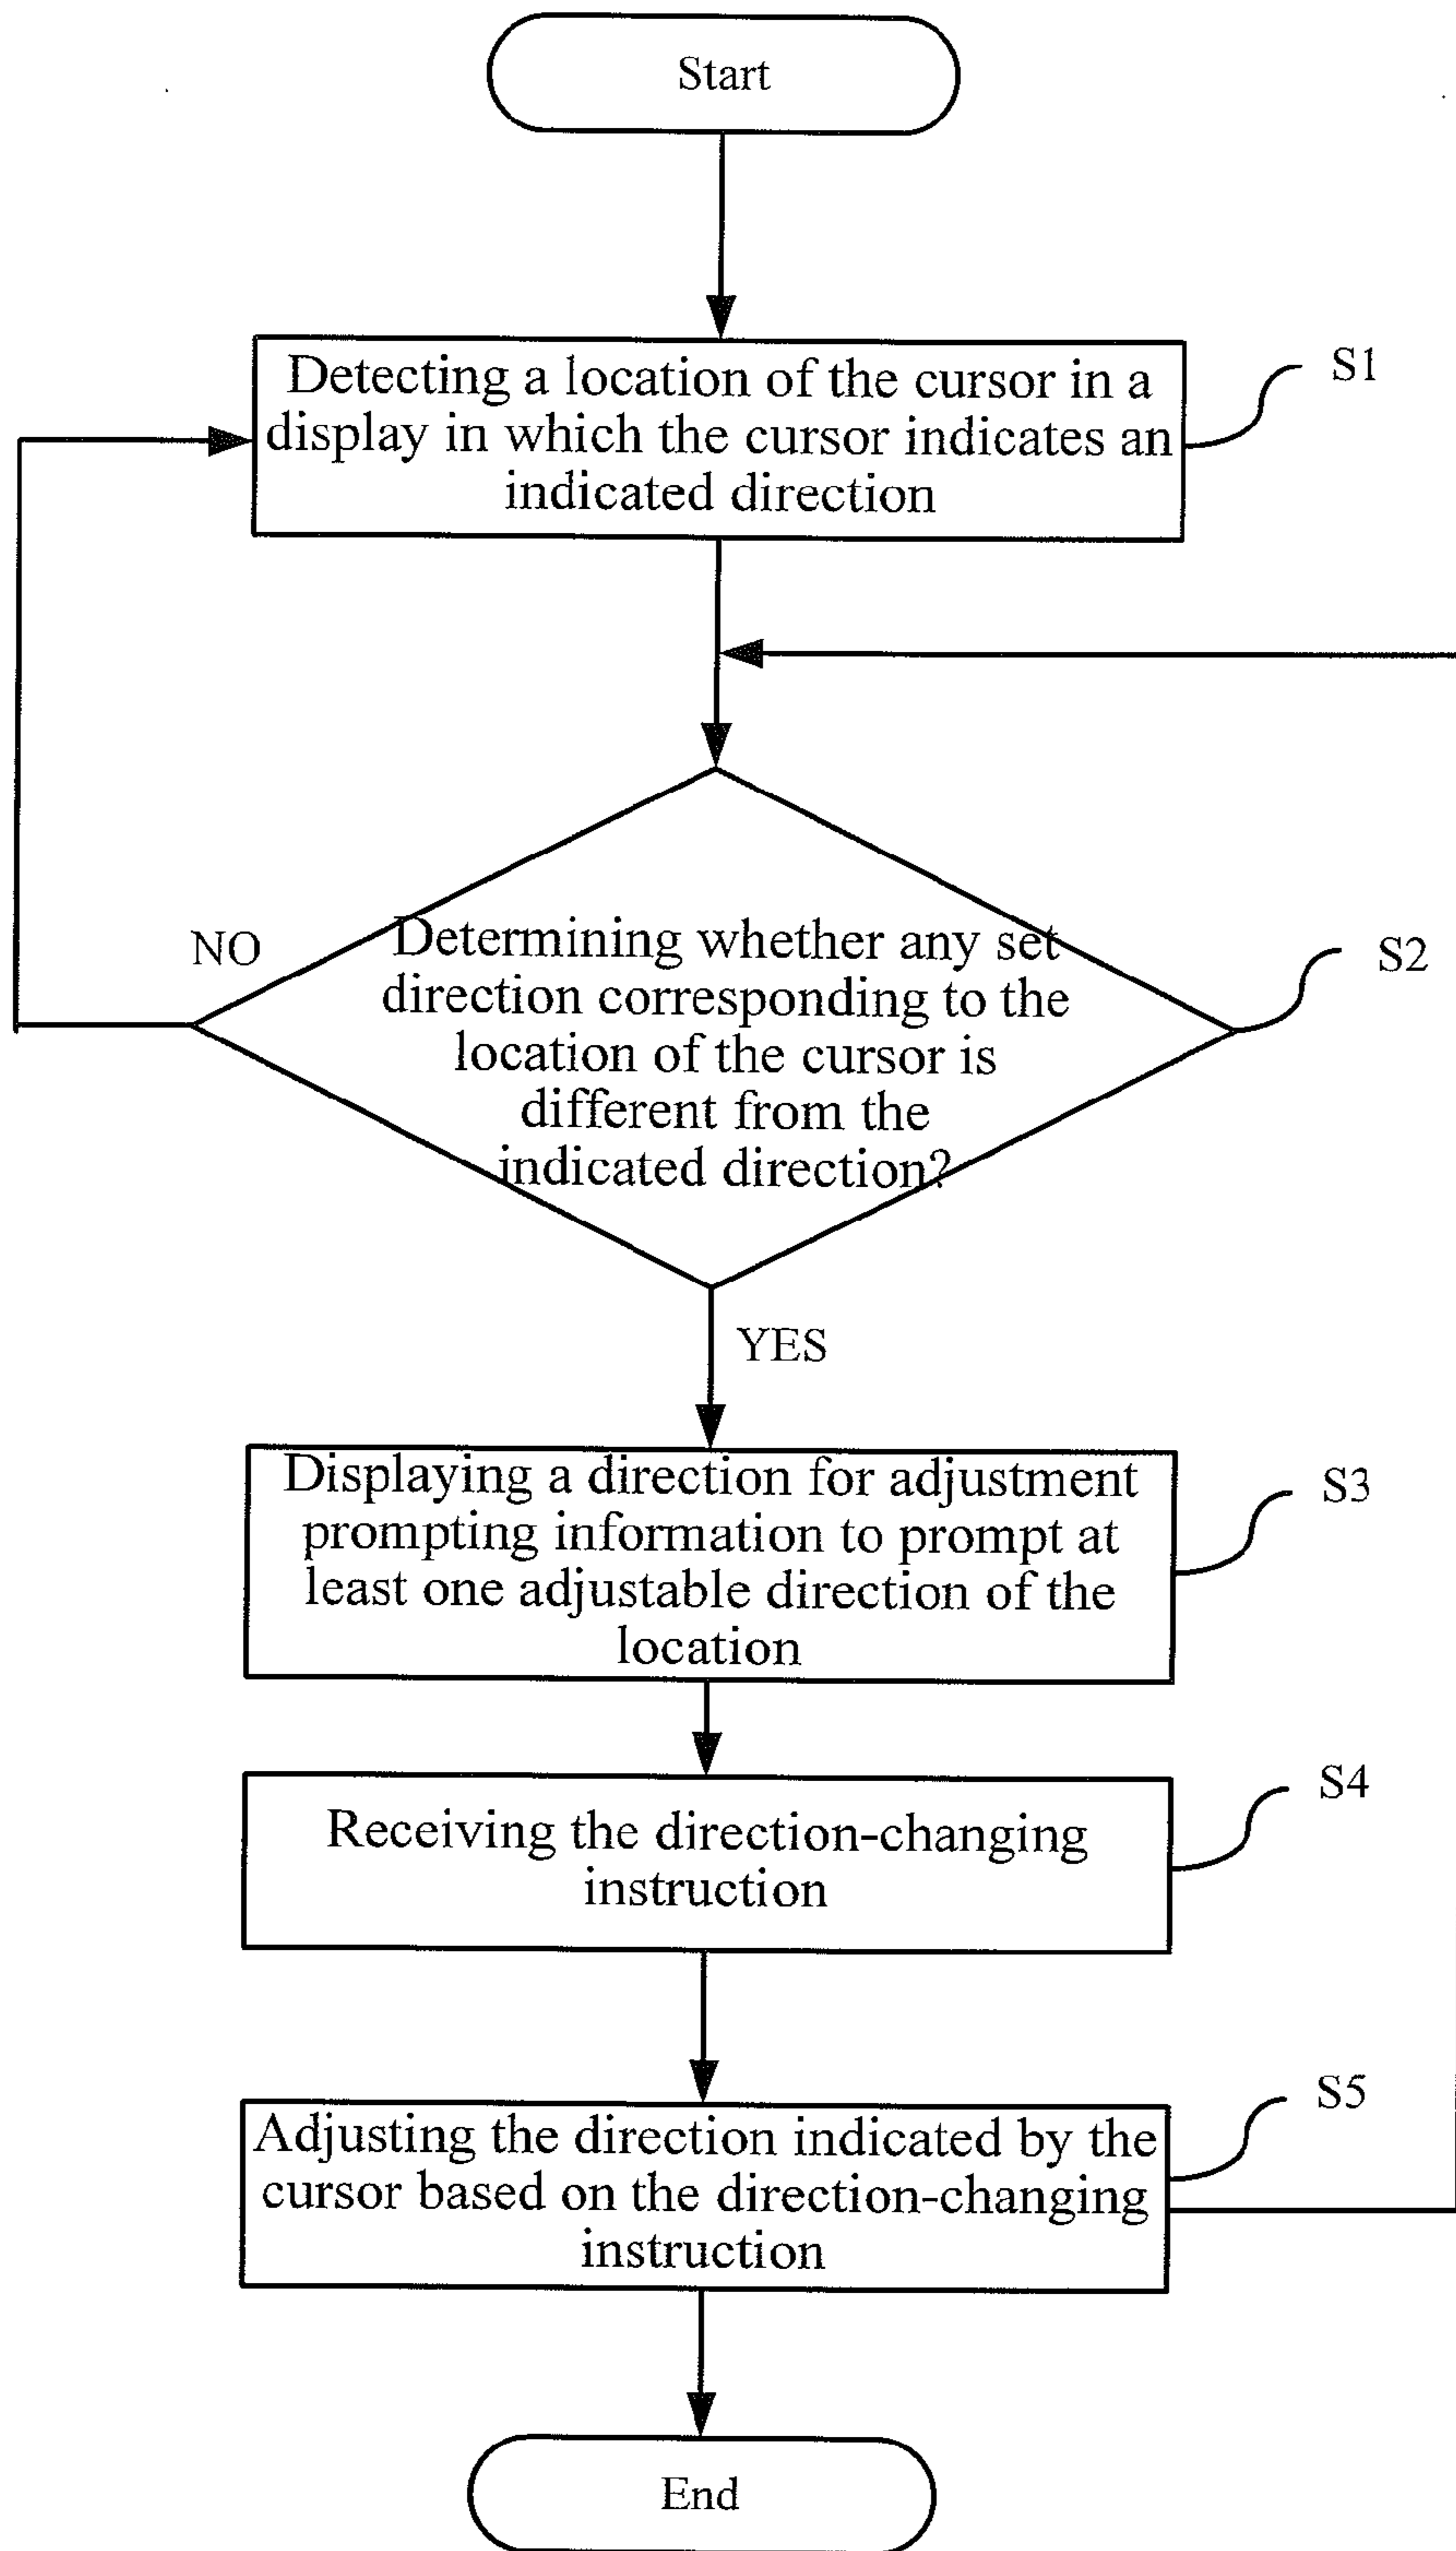 Start
Detecting a location of the cursor in a
display in which the cursor indicates an
indicated direction
S1
NO
Determining whether any set
direction corresponding to the
location of the cursor is
different from the
indicated direction?
S2
YES
Displaying a direction for adjustment
prompting information to prompt at
least one adjustable direction of the
location
S3
Receiving the direction-changing
instruction
S4
Adjusting the direction indicated by the
cursor based on the direction-changing
instruction
S5
End